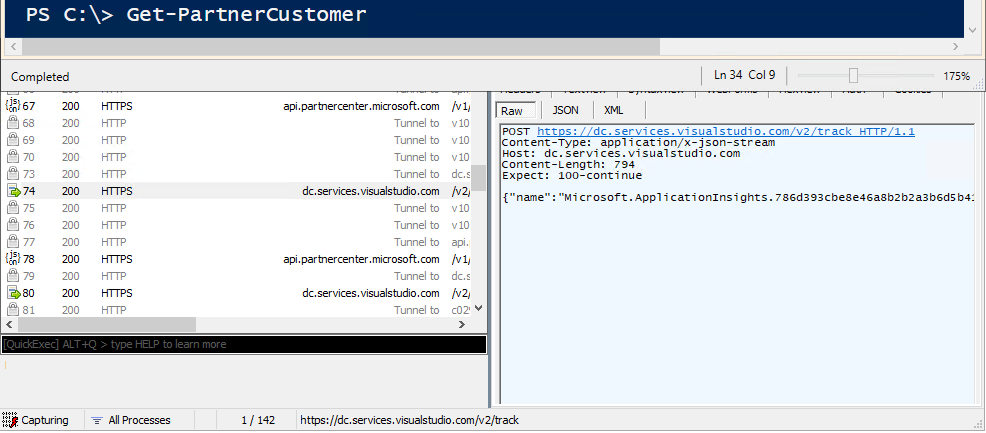 PS C:\> Get-PartnerCustomer
Completed
Ln 34 Col 9
175%
67 200 HTTPS api.partnercenter.microsoft.com /v1/
68 200 HTTP Tunnel to v10
69 200 HTTP Tunnel to v10
70 200 HTTP Tunnel to v10
73 200 HTTP Tunnel to dc.s
74 200 HTTPS dc.services.visualstudio.com /v2/
75 200 HTTP Tunnel to v10
76 200 HTTP Tunnel to v10
77 200 HTTP Tunnel to api.
78 200 HTTPS api.partnercenter.microsoft.com /v1/
79 200 HTTP Tunnel to dc.s
80 200 HTTPS dc.services.visualstudio.com /v2/
81 200 HTTP Tunnel to c029
[QuickExec] ALT+Q > type HELP to learn more
Raw JSON XML
POST https://dc.services.visualstudio.com/v2/track HTTP/1.1
Content-Type: application/x-json-stream
Host: dc.services.visualstudio.com
Content-Length: 794
Expect: 100-continue
{"name":"Microsoft.ApplicationInsights.786d393cbe8e46a8b2b2a3b6d5b41
Capturing All Processes 1 / 142 https://dc.services.visualstudio.com/v2/track